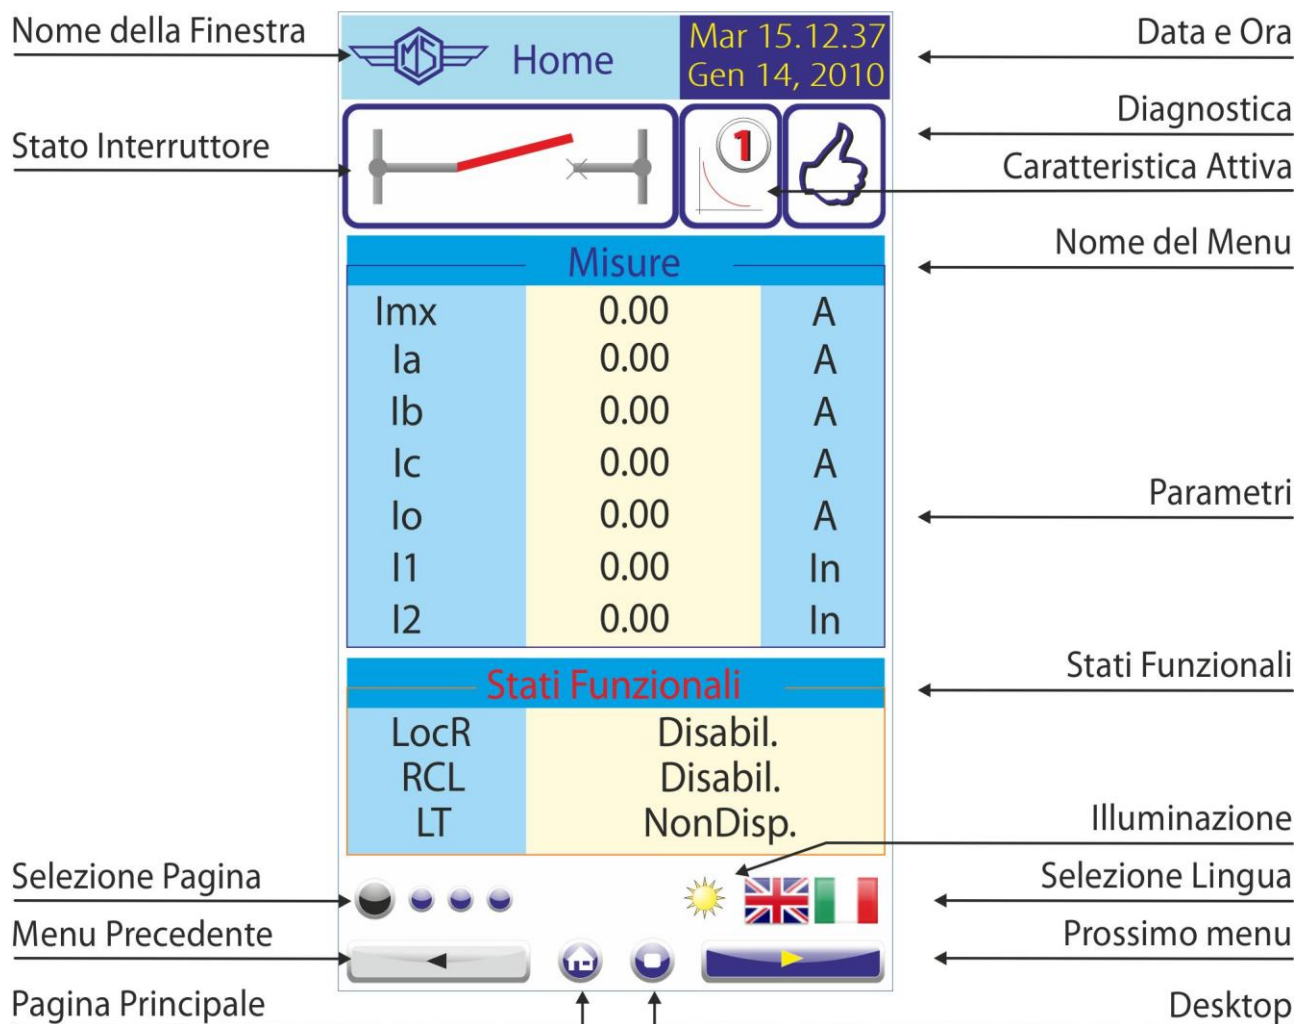 Nome della Finestra
MS
Home
Mar 15.12.37
Gen 14, 2010
Data e Ora
Diagnostica
Stato Interruttore
1
Caratteristica Attiva
Nome del Menu
Misure
Imx 0.00 A
Ia 0.00 A
Ib 0.00 A
Ic 0.00 A
Io 0.00 A
Parametri
I1 0.00 In
I2 0.00 In
Stati Funzionali
Stati Funzionali
LocR Disabil.
RCL Disabil.
LT NonDisp.
Illuminazione
Selezione Pagina
Selezione Lingua
Menu Precedente
Prossimo menu
Pagina Principale
Desktop